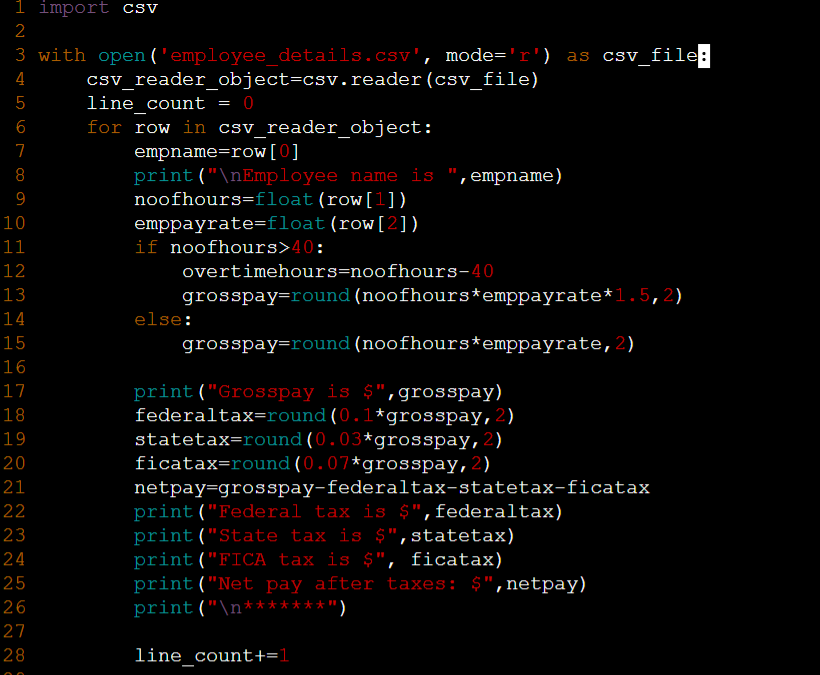 1 import csv
2
3 with open('employee_details.csv', mode='r') as csv_file:
4     csv_reader_object=csv.reader(csv_file)
5     line_count = 0
6     for row in csv_reader_object:
7         empname=row[0]
8         print("\nEmployee name is ",empname)
9         noofhours=float(row[1])
10         emppayrate=float(row[2])
11         if noofhours>40:
12             overtimehours=noofhours-40
13             grosspay=round(noofhours*emppayrate*1.5,2)
14         else:
15             grosspay=round(noofhours*emppayrate,2)
16
17         print("Grosspay is $",grosspay)
18         federaltax=round(0.1*grosspay,2)
19         statetax=round(0.03*grosspay,2)
20         ficatax=round(0.07*grosspay,2)
21         netpay=grosspay-federaltax-statetax-ficatax
22         print("Federal tax is $",federaltax)
23         print("State tax is $",statetax)
24         print("FICA tax is $", ficatax)
25         print("Net pay after taxes: $",netpay)
26         print("\n*******")
27
28         line_count+=1